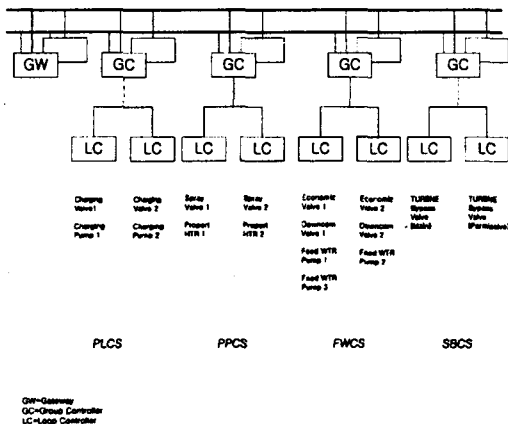 GW GC GC GC GC
LC LC LC LC LC LC LC LC
Charging Valve1
Charging Pump 1
Charging Valve 2
Charging Pump 2
Spray Valve 1
Proport HTR 1
Spray Valve 2
Proport HTR 2
Economic Valve 1
Downcom Valve 1
Feed WTR Pump 1
Feed WTR Pump 3
Economic Valve 2
Downcom Valve 2
Feed WTR Pump 2
TURBINE
Bypass
Valve
TURBINE
Bypass
Valve
(Permissive)
PLCS PPCS FWCS SBCS
GW=Gateway
GC=Group Controller
LC=Loop Controller